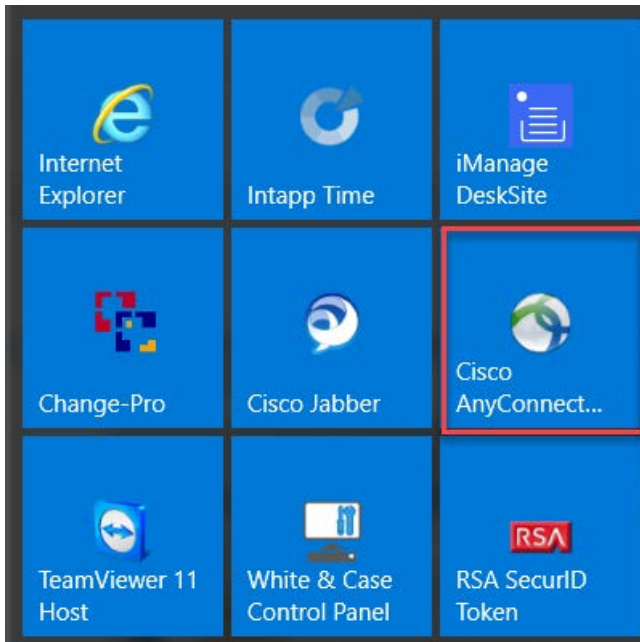 Internet
Explorer
Intapp Time
iManage
DeskSite
Change-Pro
Cisco Jabber
Cisco
AnyConnect...
TeamViewer 11
Host
White & Case
Control Panel
RSA
RSA SecurID
Token